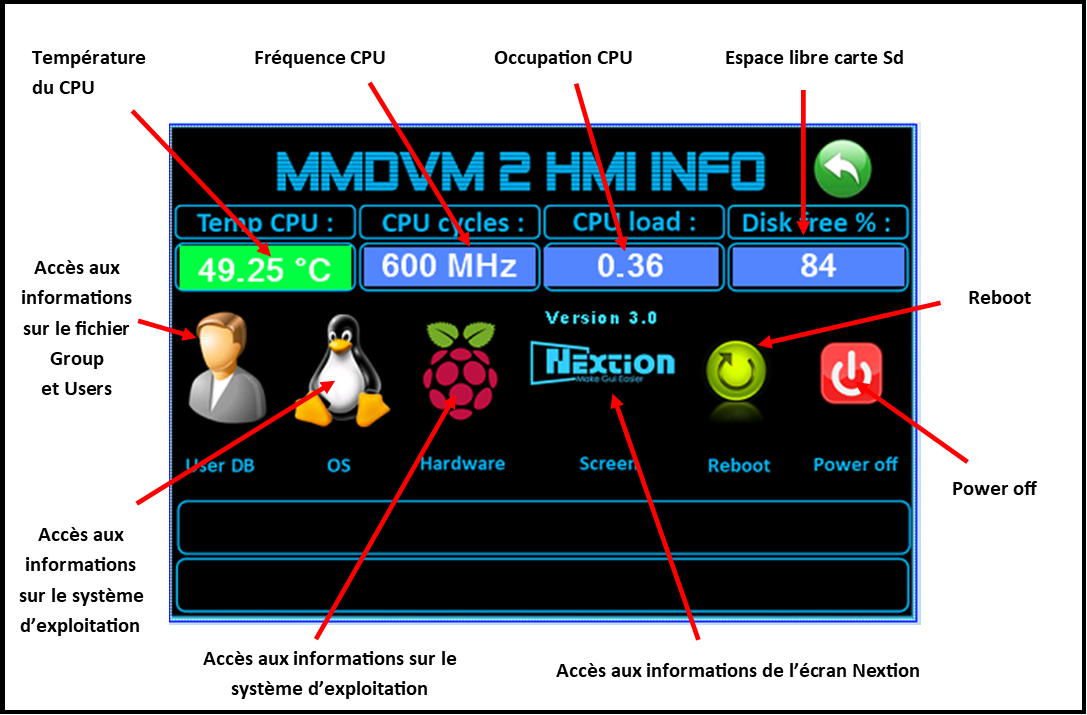 Température
du CPU
Fréquence CPU
Occupation CPU
Espace libre carte Sd
MMDVM 2 HMI INFO
Temp CPU :
CPU cycles :
CPU load :
Disk free % :
49.25 °C
600 MHz
0.36
84
Accès aux
informations
sur le fichier
Group
et Users
Version 3.0
Nextion
Make Gui Easier
Reboot
User DB
OS
Hardware
Screen
Reboot
Power off
Power off
Accès aux
informations
sur le système
d’exploitation
Accès aux informations sur le
système d’exploitation
Accès aux informations de l’écran Nextion